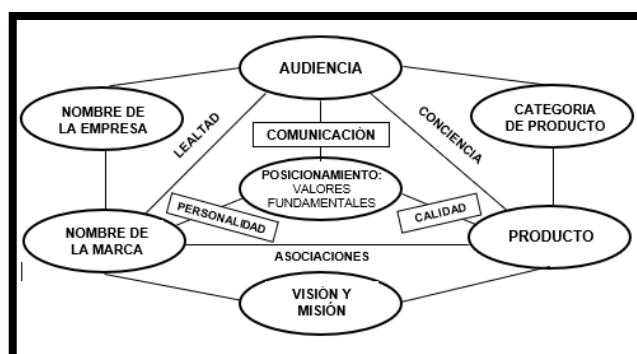 AUDIENCIA
NOMBRE DE
LA EMPRESA
CATEGORIA
DE PRODUCTO
LEALTAD
COMUNICACIÓN
CONCIENCIA
POSICIONAMIENTO:
VALORES
FUNDAMENTALES
PERSONALIDAD
CALIDAD
NOMBRE DE
LA MARCA
PRODUCTO
ASOCIACIONES
VISIÓN Y
MISIÓN